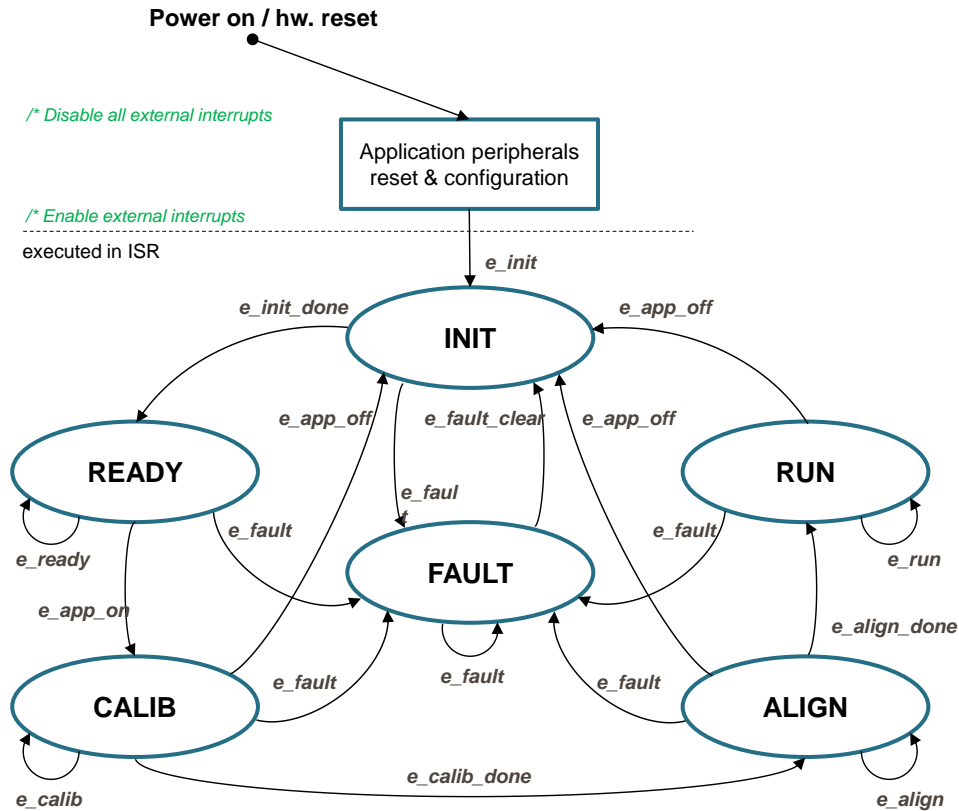 Power on / hw. reset
/* Disable all external interrupts
Application peripherals
reset & configuration
/* Enable external interrupts
executed in ISR
e_init
e_init_done
e_app_off
INIT
e_app_off
e_fault_clear
e_app_off
READY
RUN
e_faul
t
e_fault
e_fault
e_ready
e_run
FAULT
e_app_on
e_align_done
e_fault
e_fault
e_fault
CALIB
ALIGN
e_calib_done
e_calib
e_align